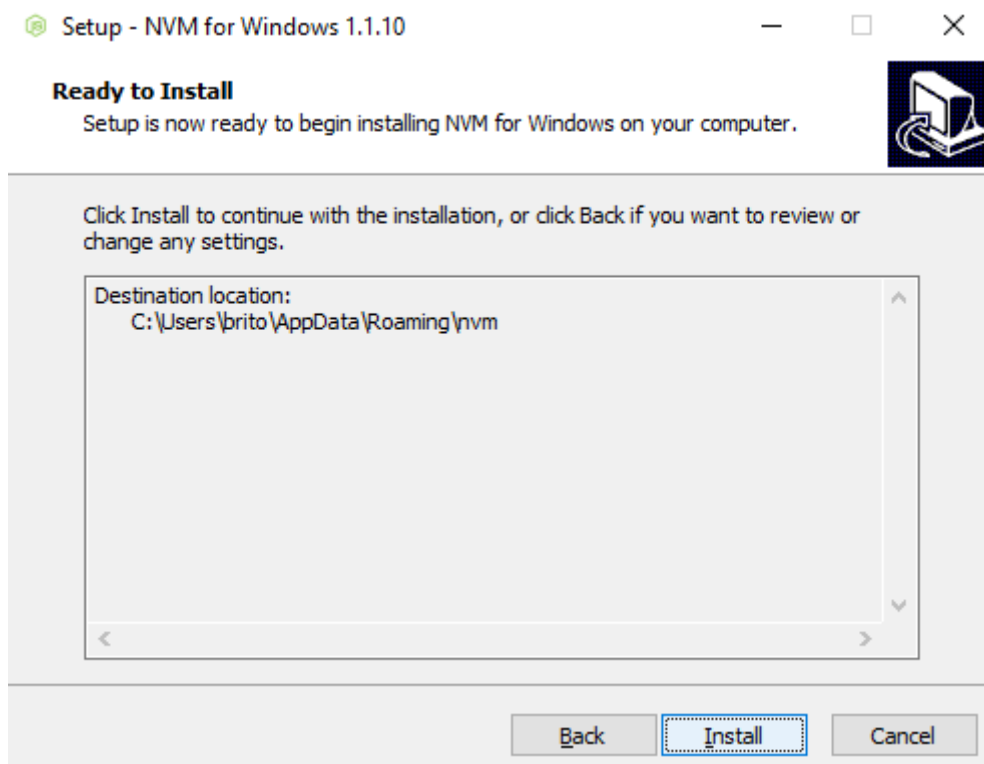 Setup - NVM for Windows 1.1.10
Ready to Install
Setup is now ready to begin installing NVM for Windows on your computer.
Click Install to continue with the installation, or click Back if you want to review or
change any settings.
Destination location:
C:\Users\brito\AppData\Roaming\nvm
Back Install Cancel